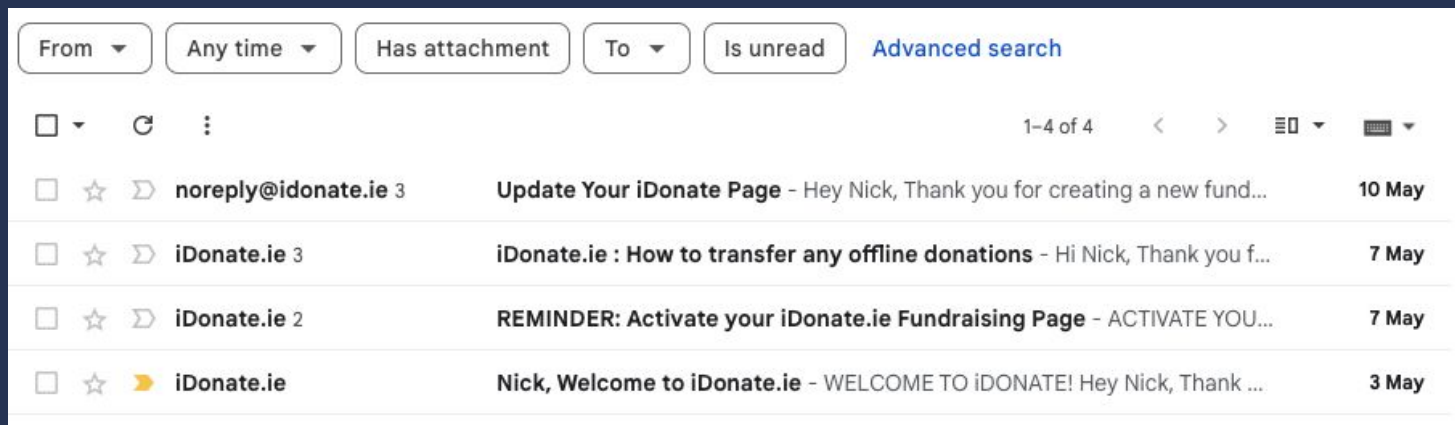 From Any time Has attachment To Is unread Advanced search
1–4 of 4
noreply@idonate.ie 3 Update Your iDonate Page - Hey Nick, Thank you for creating a new fund... 10 May
iDonate.ie 3 iDonate.ie : How to transfer any offline donations - Hi Nick, Thank you f... 7 May
iDonate.ie 2 REMINDER: Activate your iDonate.ie Fundraising Page - ACTIVATE YOU... 7 May
iDonate.ie Nick, Welcome to iDonate.ie - WELCOME TO iDONATE! Hey Nick, Thank ... 3 May